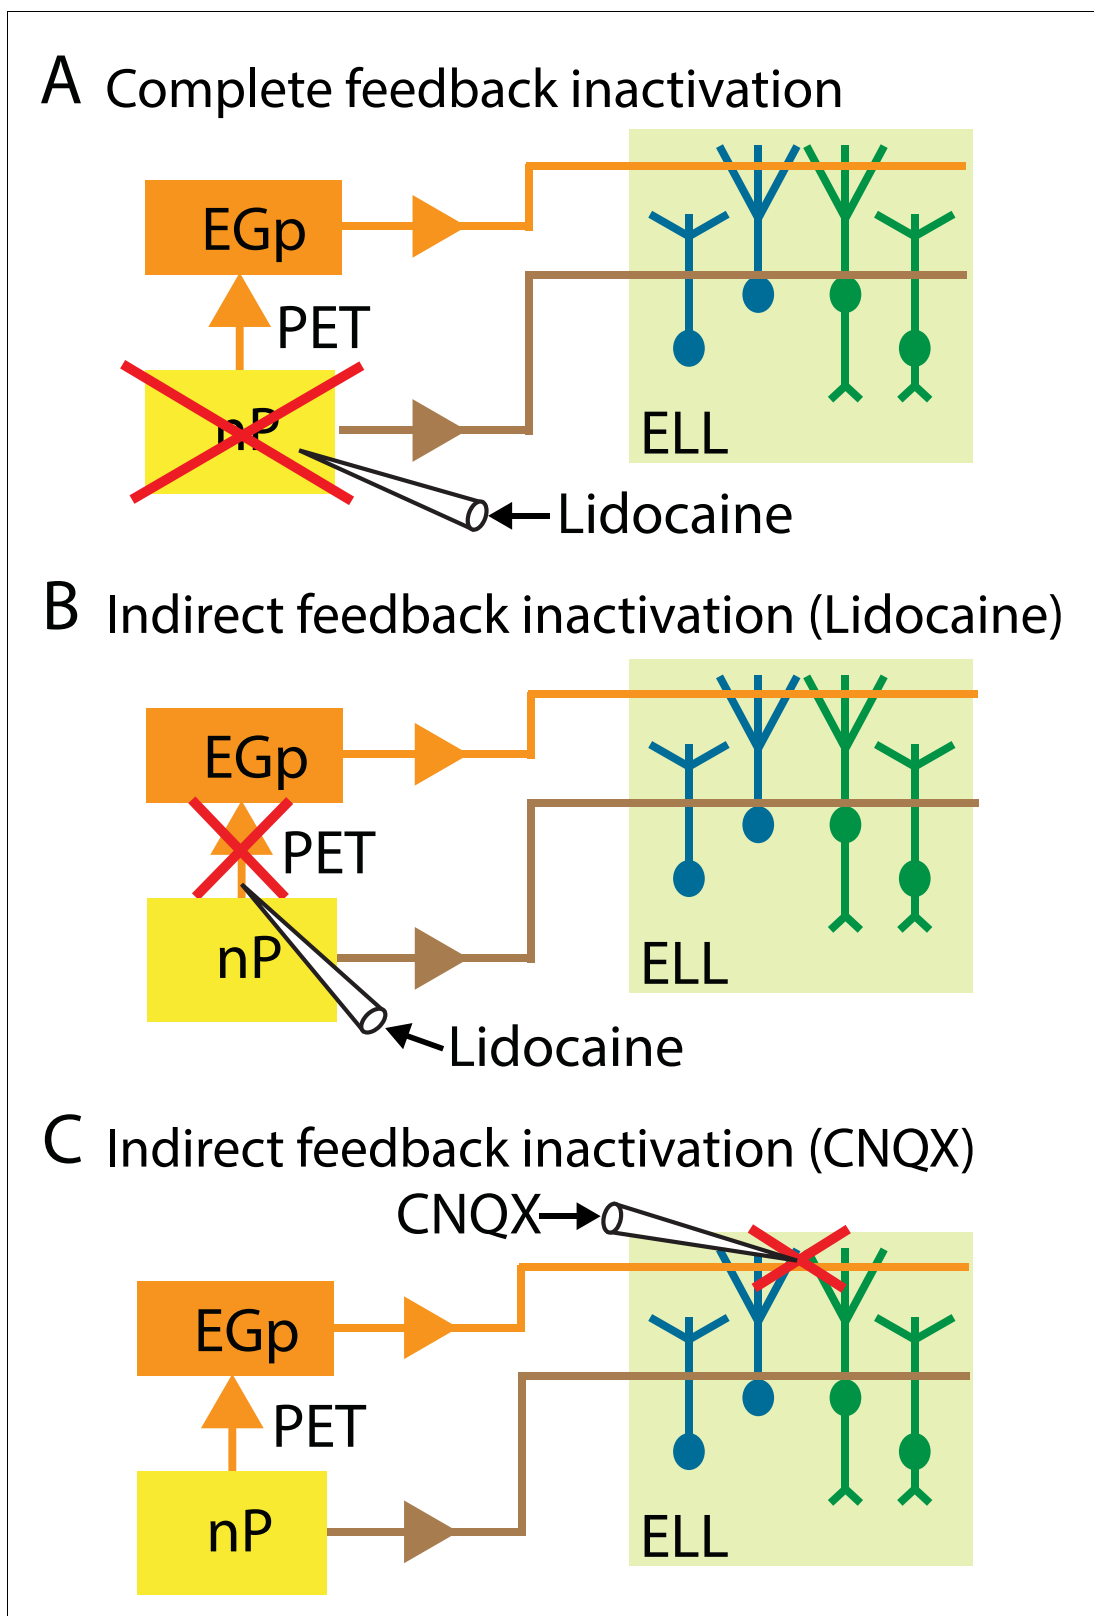 A Complete feedback inactivation
EGp
PET
nP
ELL
Lidocaine
B Indirect feedback inactivation (Lidocaine)
EGp
PET
nP
ELL
Lidocaine
C Indirect feedback inactivation (CNQX)
CNQX
EGp
PET
nP
ELL